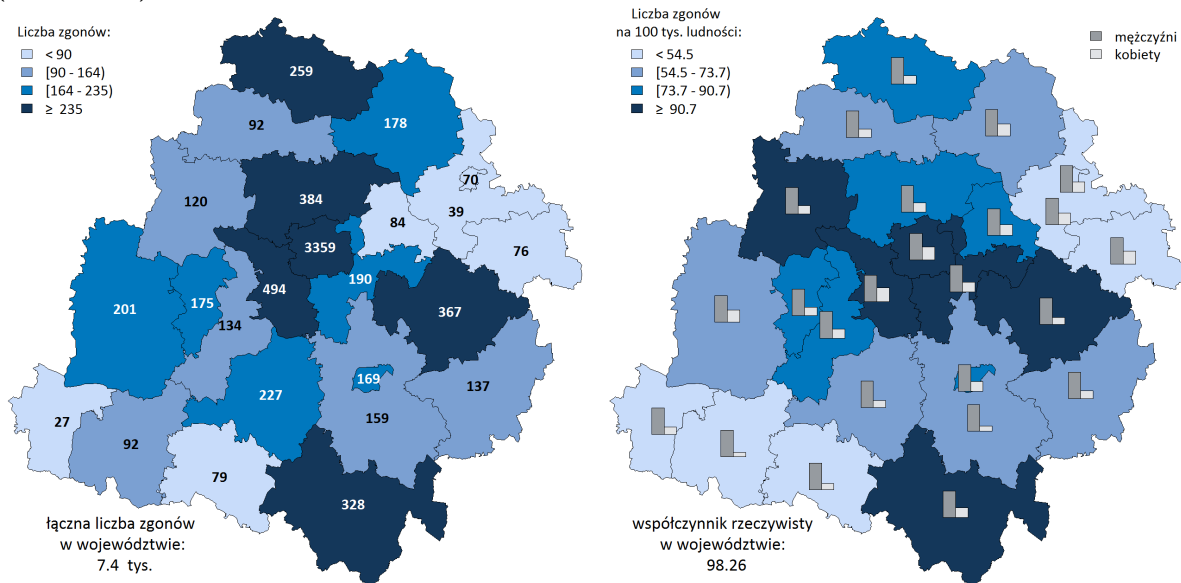 Liczba zgonów:
< 90
[90 - 164)
[164 - 235)
≥ 235
259
92
178
120
384
70
84
39
3359
76
494
190
201
175
134
367
227
169
137
159
27
92
79
328
łączna liczba zgonów
w województwie:
7.4 tys.
Liczba zgonów
na 100 tys. ludności:
< 54.5
[54.5 - 73.7)
[73.7 - 90.7)
≥ 90.7
mężczyźni
kobiety
współczynnik rzeczywisty
w województwie:
98.26